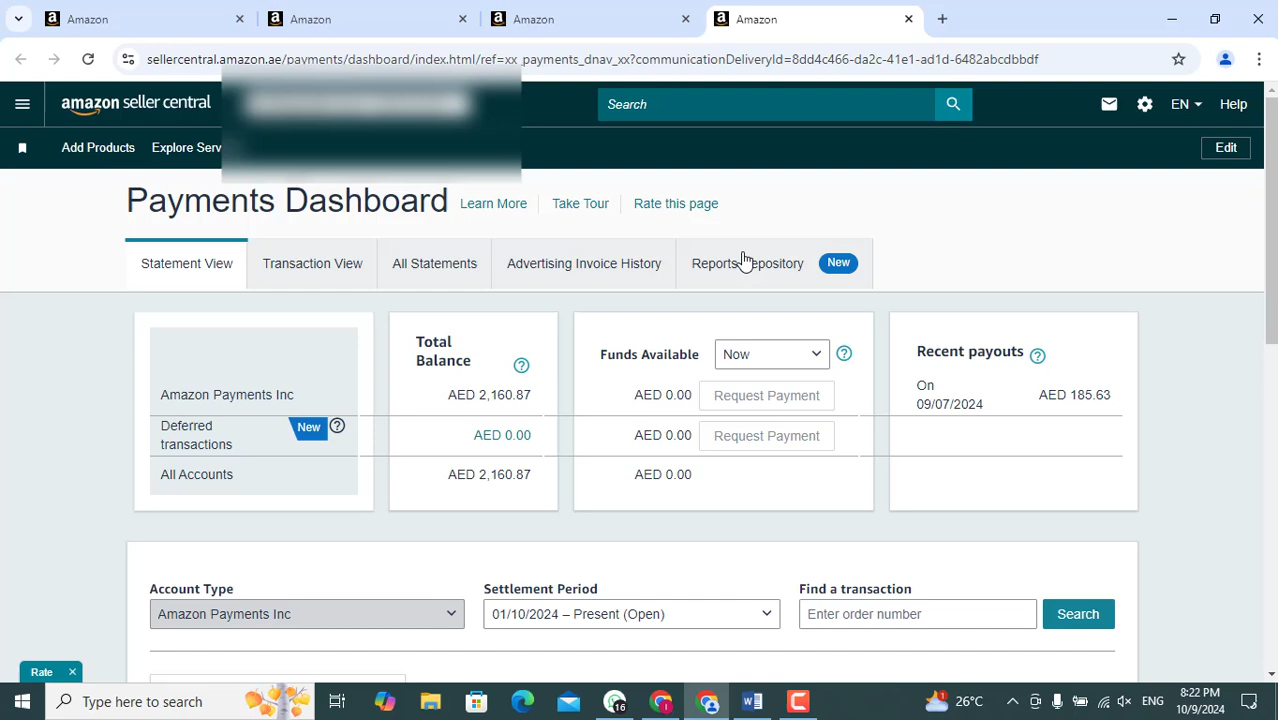 Amazon
Amazon
Amazon
Amazon
sellercentral.amazon.ae/payments/dashboard/index.html/ref=xx_payments_dnav_xx?communicationDeliveryId=8dd4c466-da2c-41e1-ad1d-6482abcdbbdf
amazon seller central
Search
EN
Help
Add Products
Explore Serv
Edit
Payments Dashboard
Learn More
Take Tour
Rate this page
Statement View
Transaction View
All Statements
Advertising Invoice History
Reports Repository
New
Total
Balance
Funds Available
Now
Recent payouts
Amazon Payments Inc
AED 2,160.87
AED 0.00
Request Payment
On
09/07/2024
AED 185.63
Deferred
transactions
New
AED 0.00
AED 0.00
Request Payment
All Accounts
AED 2,160.87
AED 0.00
Account Type
Settlement Period
Find a transaction
Amazon Payments Inc
01/10/2024 – Present (Open)
Enter order number
Search
Rate
Type here to search
16
1
26°C
ENG
8:22 PM
10/9/2024